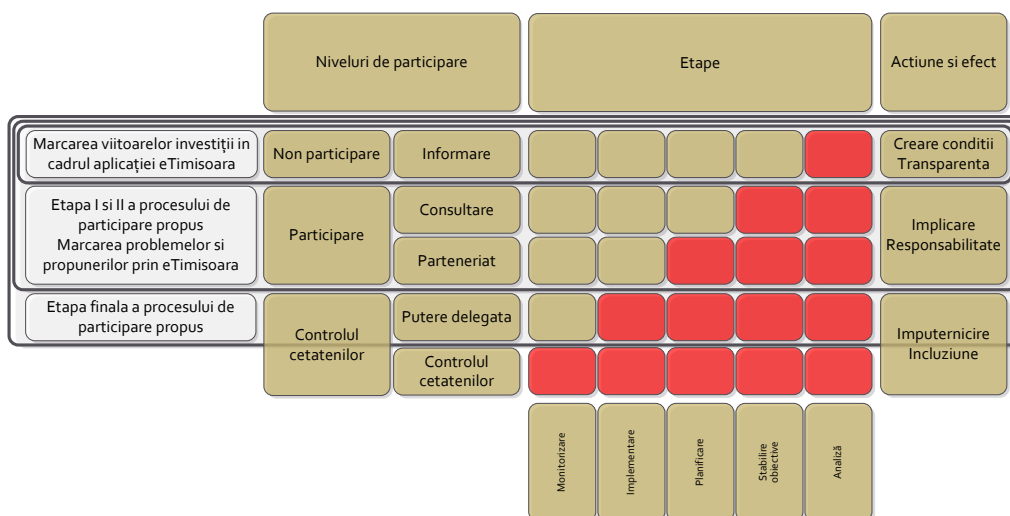 Niveluri de participare
Etape
Actiune si efect
Marcarea viitoarelor investiții in
cadrul aplicației eTimisoara
Non participare
Informare
Creare conditii
Transparenta
Etapa I si II a procesului de
participare propus
Marcarea problemelor si
propunerilor prin eTimisoara
Participare
Consultare
Parteneriat
Implicare
Responsabilitate
Etapa finala a procesului de
participare propus
Controlul
cetatenilor
Putere delegata
Controlul
cetatenilor
Imputernicire
Incluziune
Monitorizare
Implementare
Planificare
Stabilire
obiective
Analiză